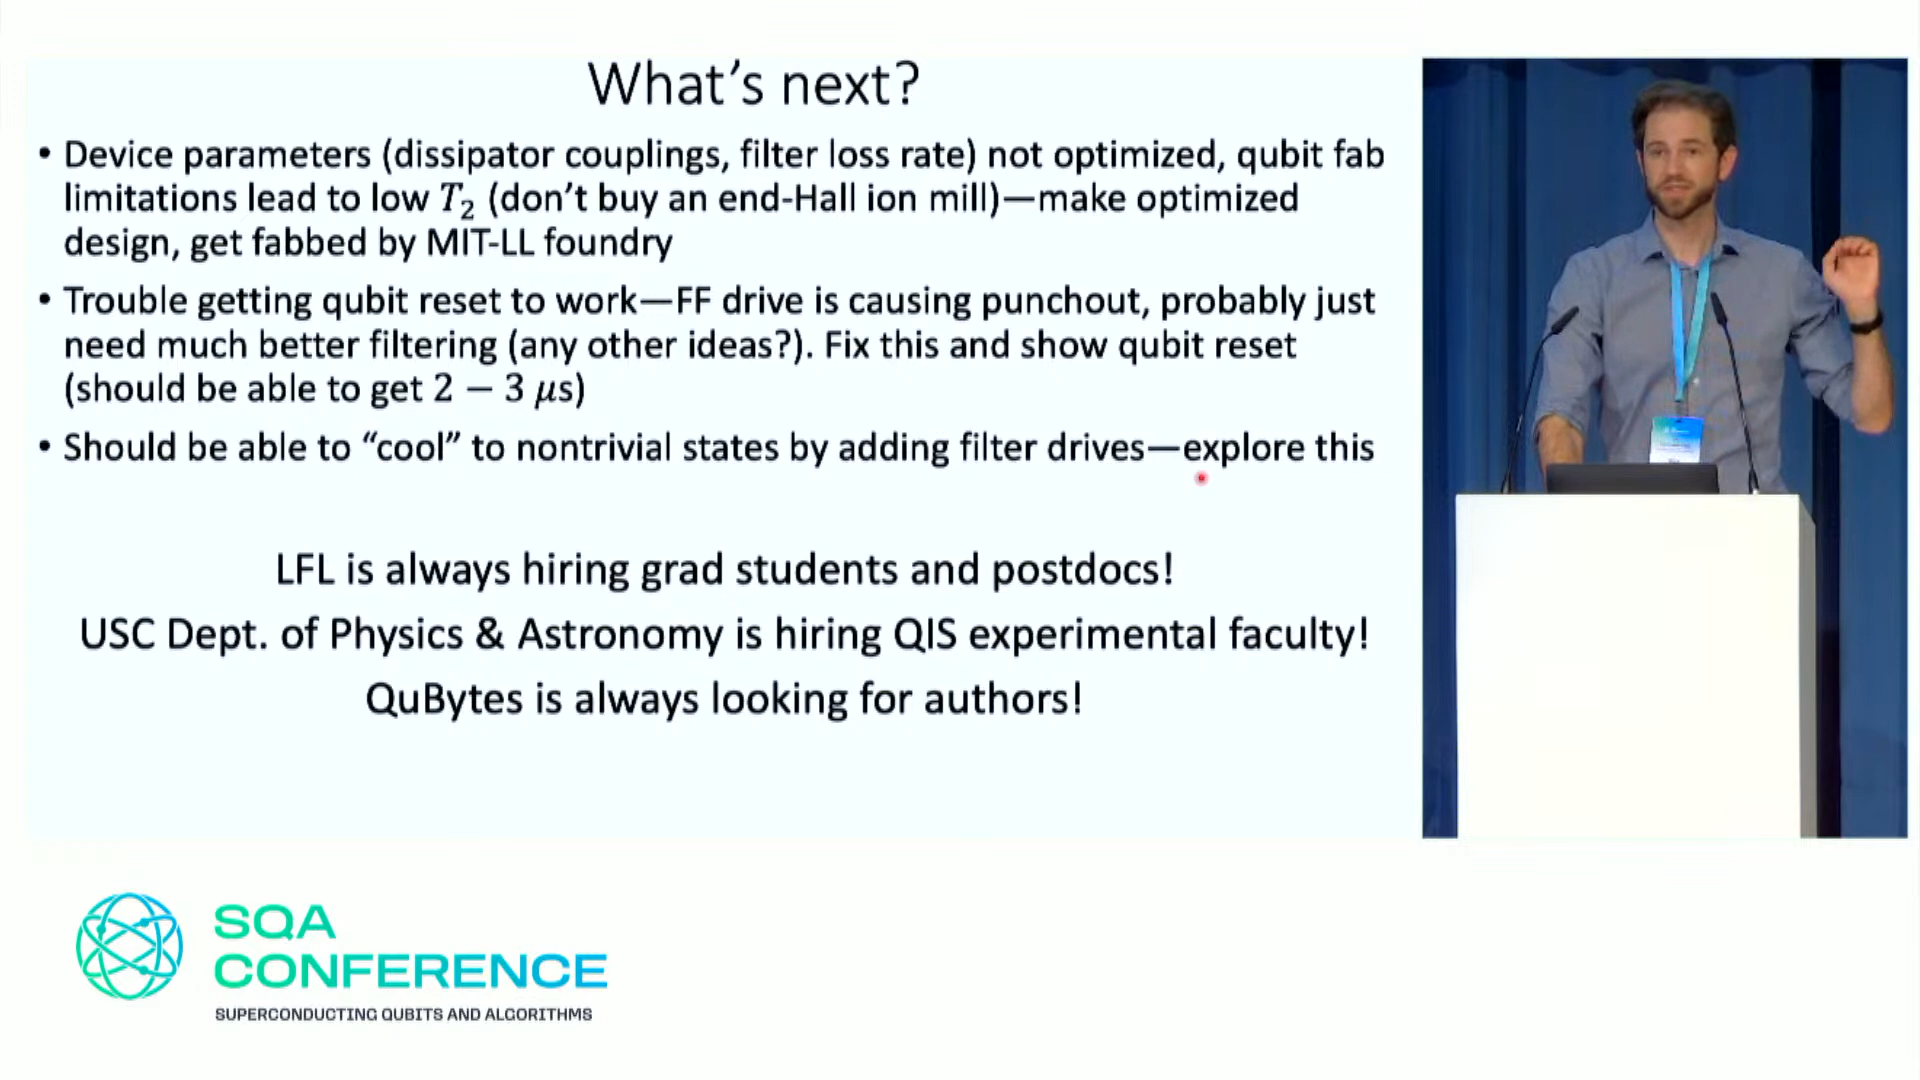 What's next?
• Device parameters (dissipator couplings, filter loss rate) not optimized, qubit fab
limitations lead to low T₂ (don't buy an end-Hall ion mill)—make optimized
design, get fabbed by MIT-LL foundry
• Trouble getting qubit reset to work—FF drive is causing punchout, probably just
need much better filtering (any other ideas?). Fix this and show qubit reset
(should be able to get 2 − 3 μs)
• Should be able to “cool” to nontrivial states by adding filter drives—explore this
LFL is always hiring grad students and postdocs!
USC Dept. of Physics & Astronomy is hiring QIS experimental faculty!
QuBytes is always looking for authors!
SQA
CONFERENCE
SUPERCONDUCTING QUBITS AND ALGORITHMS